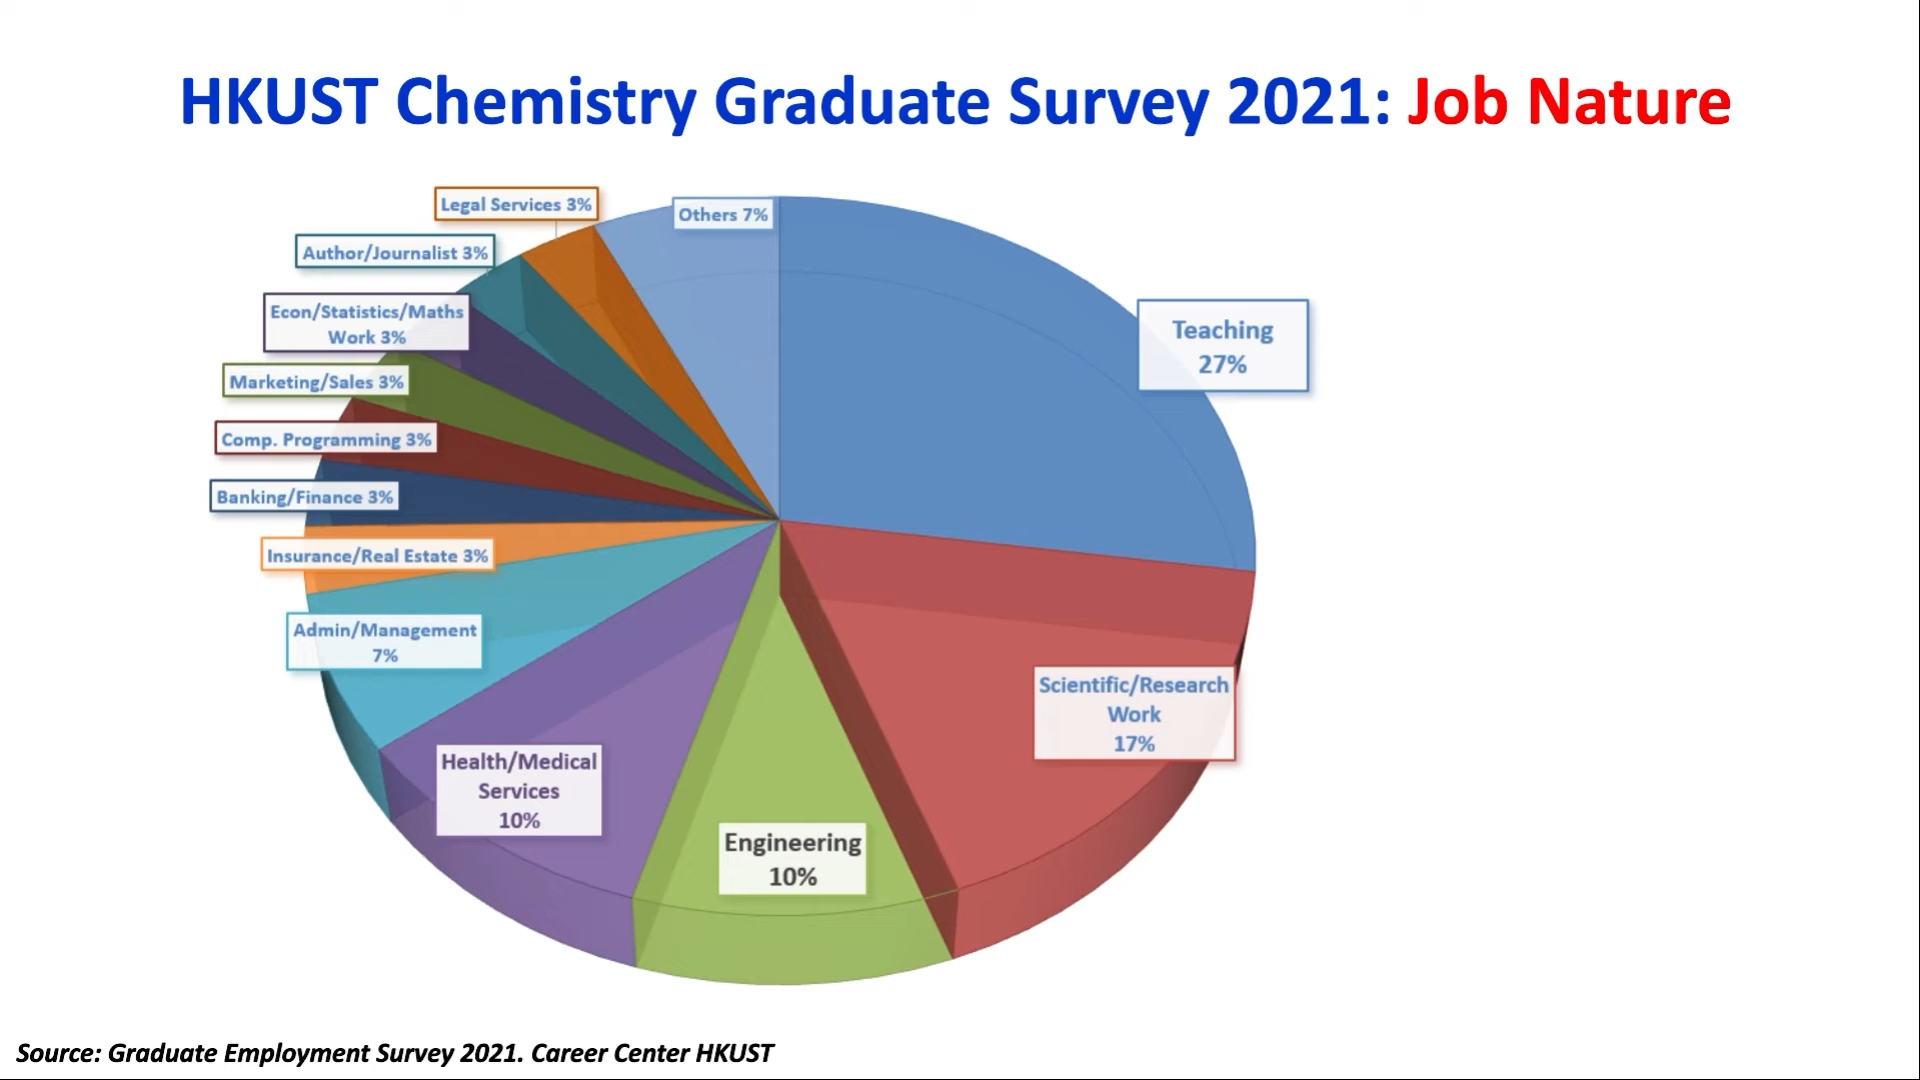 HKUST Chemistry Graduate Survey 2021: Job Nature
Legal Services 3%
Others 7%
Author/Journalist 3%
Econ/Statistics/Maths
Work 3%
Teaching
27%
Marketing/Sales 3%
Comp. Programming 3%
Banking/Finance 3%
Insurance/Real Estate 3%
Admin/Management
7%
Scientific/Research
Work
17%
Health/Medical
Services
10%
Engineering
10%
Source: Graduate Employment Survey 2021. Career Center HKUST